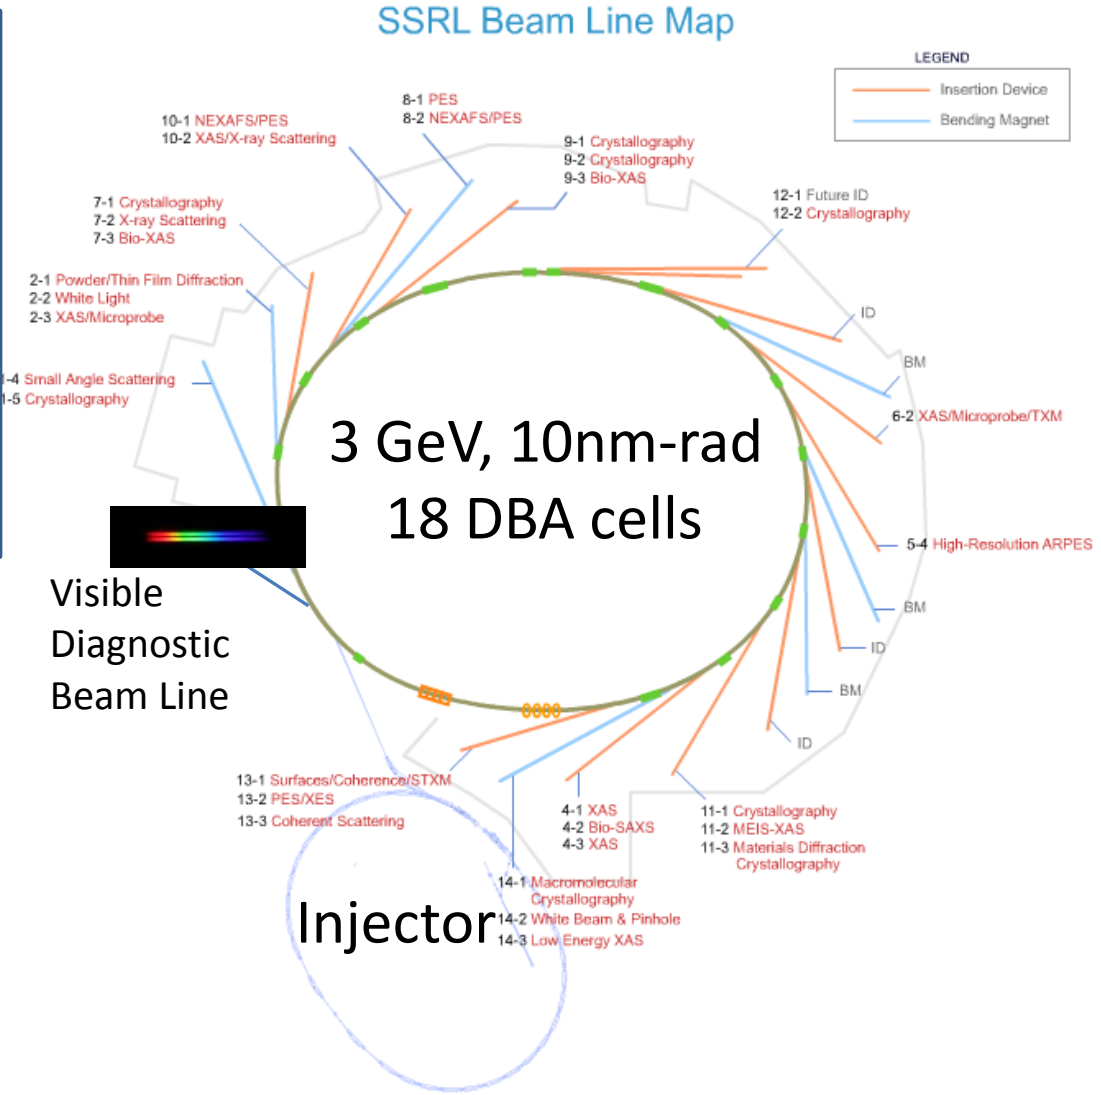 SSRL Beam Line Map
LEGEND
Insertion Device
Bending Magnet
8-1 PES
8-2 NEXAFS/PES
10-1 NEXAFS/PES
10-2 XAS/X-ray Scattering
9-1 Crystallography
9-2 Crystallography
9-3 Bio-XAS
12-1 Future ID
12-2 Crystallography
7-1 Crystallography
7-2 X-ray Scattering
7-3 Bio-XAS
2-1 Powder/Thin Film Diffraction
2-2 White Light
2-3 XAS/Microprobe
ID
BM
1-4 Small Angle Scattering
1-5 Crystallography
6-2 XAS/Microprobe/TXM
3 GeV, 10nm-rad
18 DBA cells
5-4 High-Resolution ARPES
Visible
Diagnostic
Beam Line
BM
ID
BM
ID
13-1 Surfaces/Coherence/STXM
13-2 PES/XES
13-3 Coherent Scattering
4-1 XAS
4-2 Bio-SAXS
4-3 XAS
11-1 Crystallography
11-2 MEIS-XAS
11-3 Materials Diffraction
Crystallography
14-1 Macromolecular
Crystallography
14-2 White Beam & Pinhole
14-3 Low Energy XAS
Injector